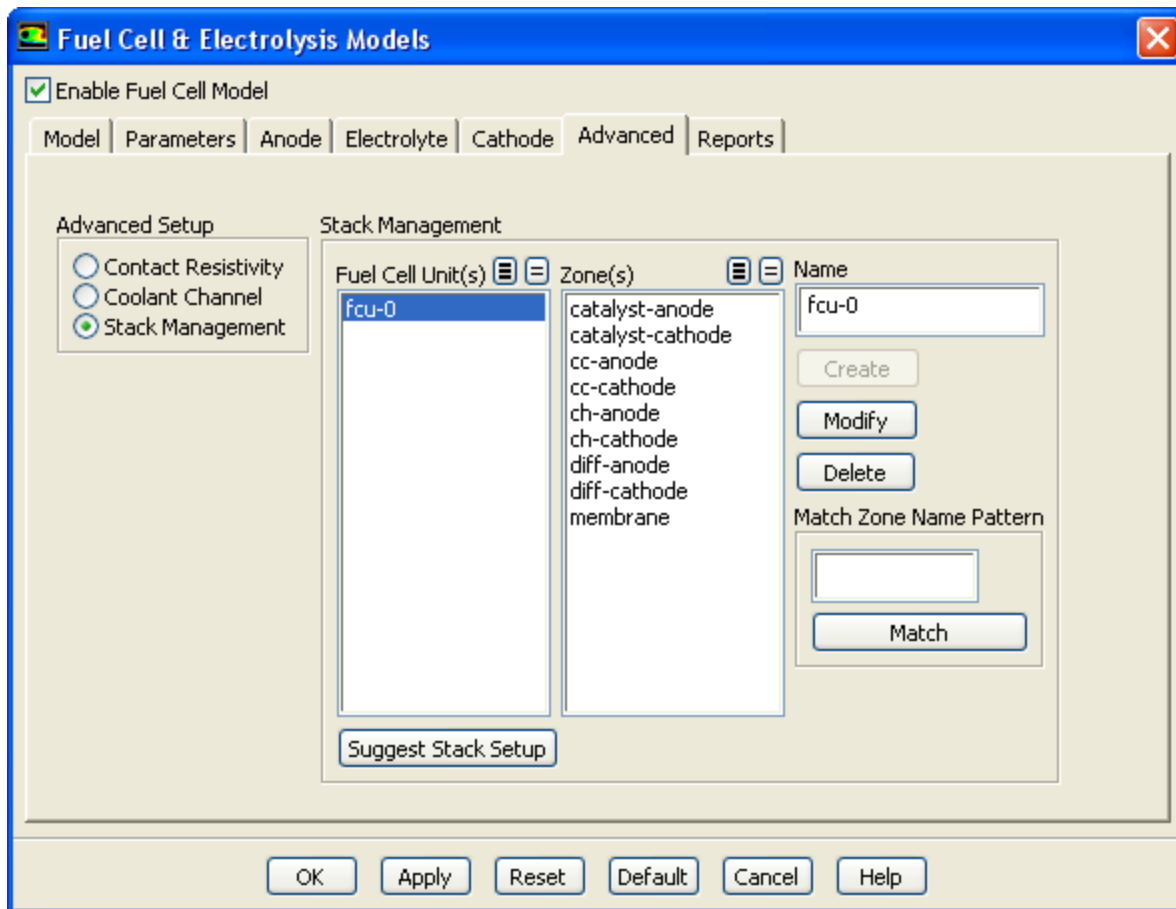 Fuel Cell & Electrolysis Models
Enable Fuel Cell Model
Model Parameters Anode Electrolyte Cathode Advanced Reports
Advanced Setup
Contact Resistivity
Coolant Channel
Stack Management
Stack Management
Fuel Cell Unit(s)
fcu-0
Zone(s)
catalyst-anode
catalyst-cathode
cc-anode
cc-cathode
ch-anode
ch-cathode
diff-anode
diff-cathode
membrane
Name
fcu-0
Create
Modify
Delete
Match Zone Name Pattern
Match
Suggest Stack Setup
OK Apply Reset Default Cancel Help